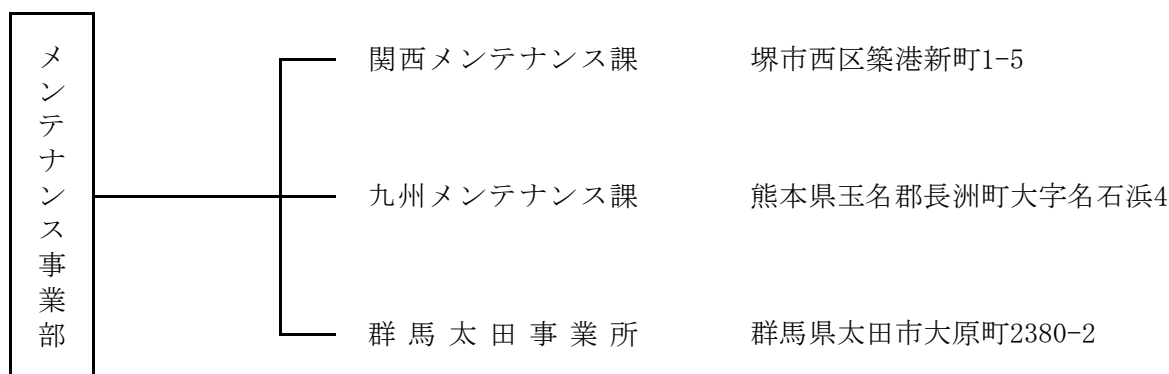 メンテナンス事業部
関西メンテナンス課 堺市西区築港新町1-5
九州メンテナンス課 熊本県玉名郡長洲町大字名石浜4
群馬太田事業所 群馬県太田市大原町2380-2